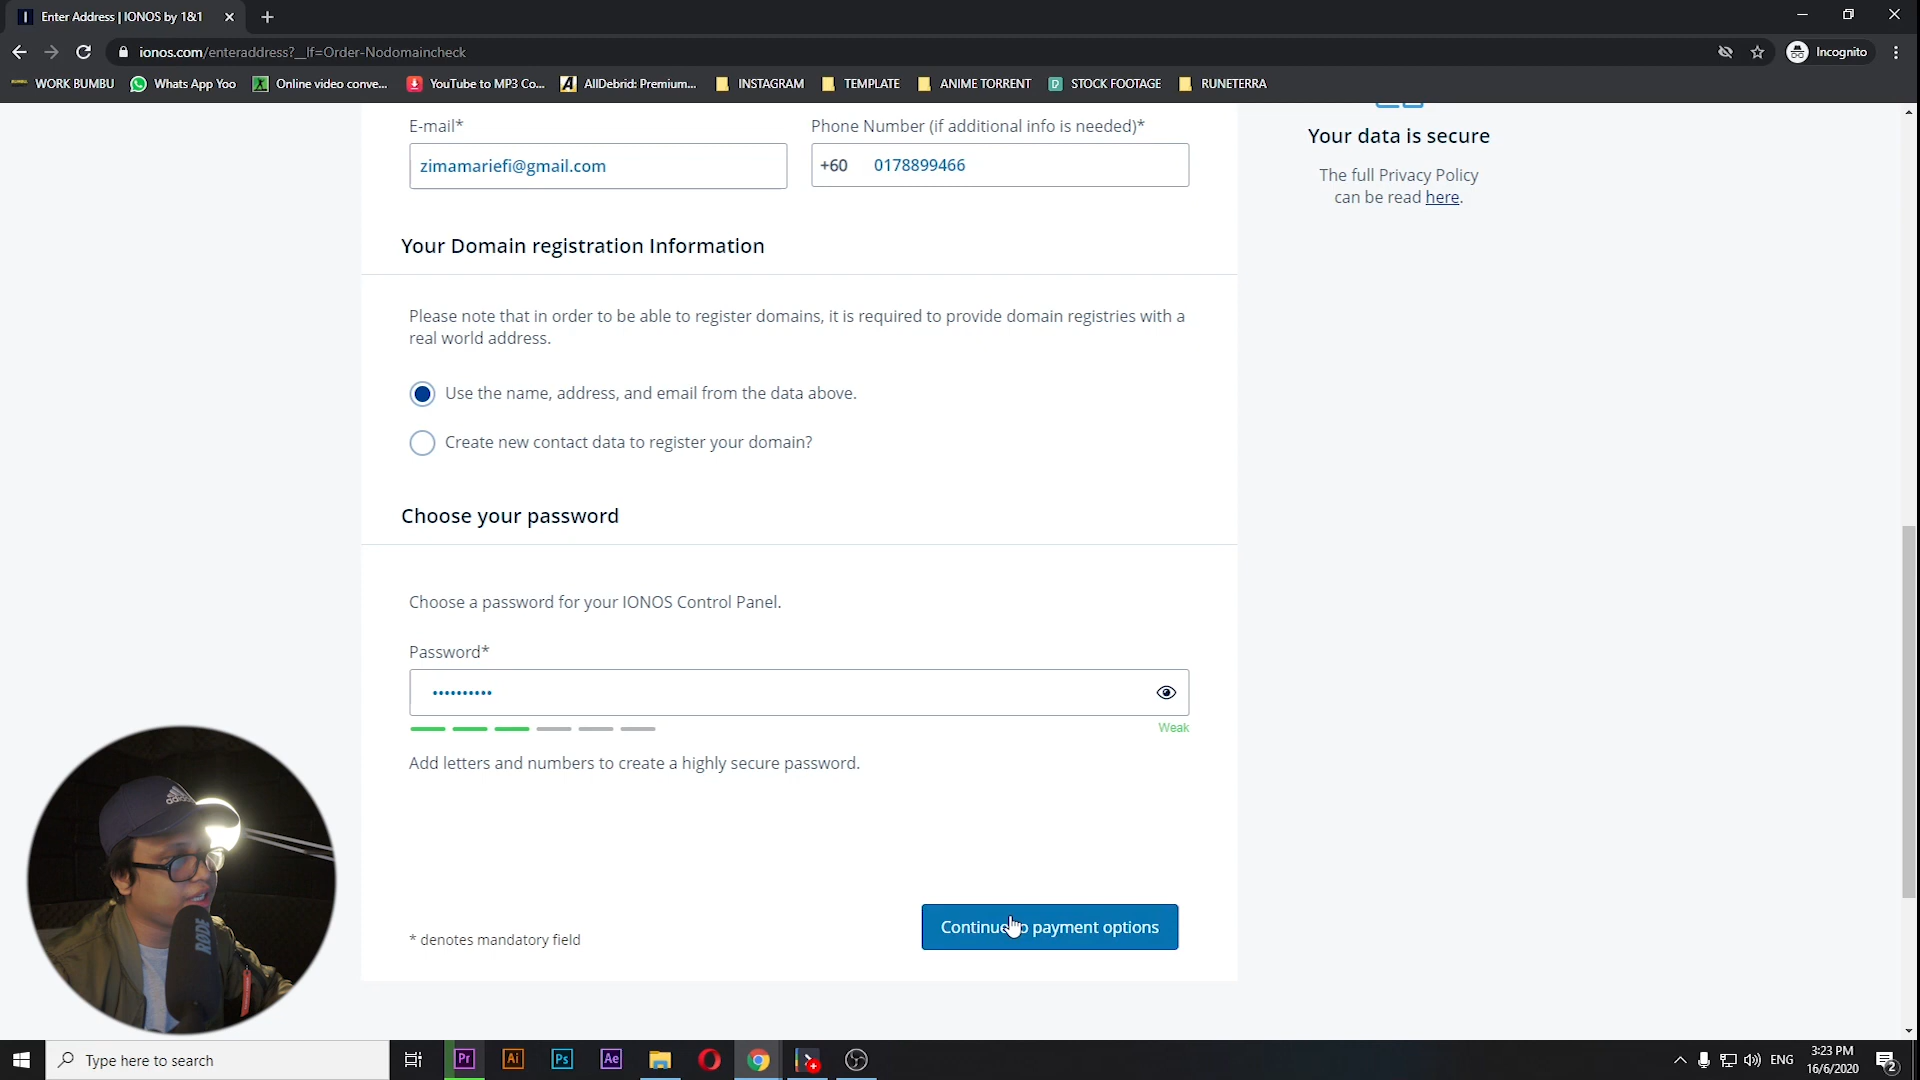 Enter Address | IONOS by 1&1
ionos.com/enteraddress?__lf=Order-Nodomaincheck
Incognito
WORK BUMBU
Whats App Yoo
Online video conve...
YouTube to MP3 Co...
AllDebrid: Premium...
INSTAGRAM
TEMPLATE
ANIME TORRENT
STOCK FOOTAGE
RUNETERRA
E-mail*
Phone Number (if additional info is needed)*
zimamariefi@gmail.com
+60 0178899466
Your data is secure
The full Privacy Policy
can be read here.
Your Domain registration Information
Please note that in order to be able to register domains, it is required to provide domain registries with a
real world address.
Use the name, address, and email from the data above.
Create new contact data to register your domain?
Choose your password
Choose a password for your IONOS Control Panel.
Password*
••••••••••
Weak
Add letters and numbers to create a highly secure password.
* denotes mandatory field
Continue payment options
adidas
RODE
Type here to search
Pr
Ai
Ps
Ae
ENG
3:23 PM
16/6/2020
2